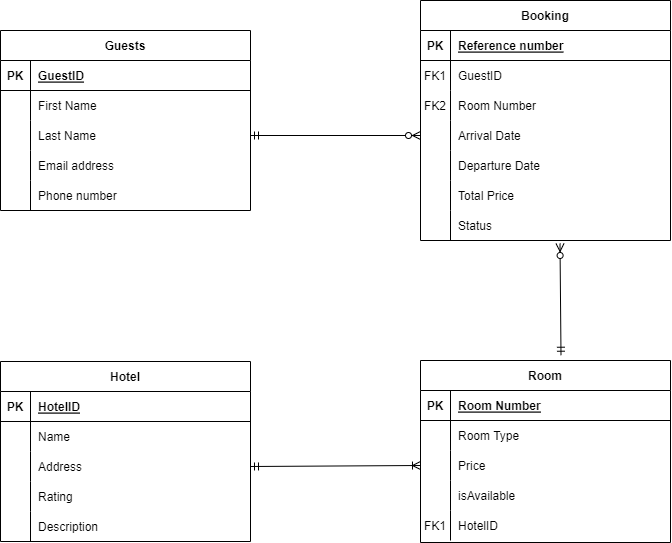 Guests
PK GuestID
First Name
Last Name
Email address
Phone number
Booking
PK Reference number
FK1 GuestID
FK2 Room Number
Arrival Date
Departure Date
Total Price
Status
Hotel
PK HotelID
Name
Address
Rating
Description
Room
PK Room Number
Room Type
Price
isAvailable
FK1 HotelID